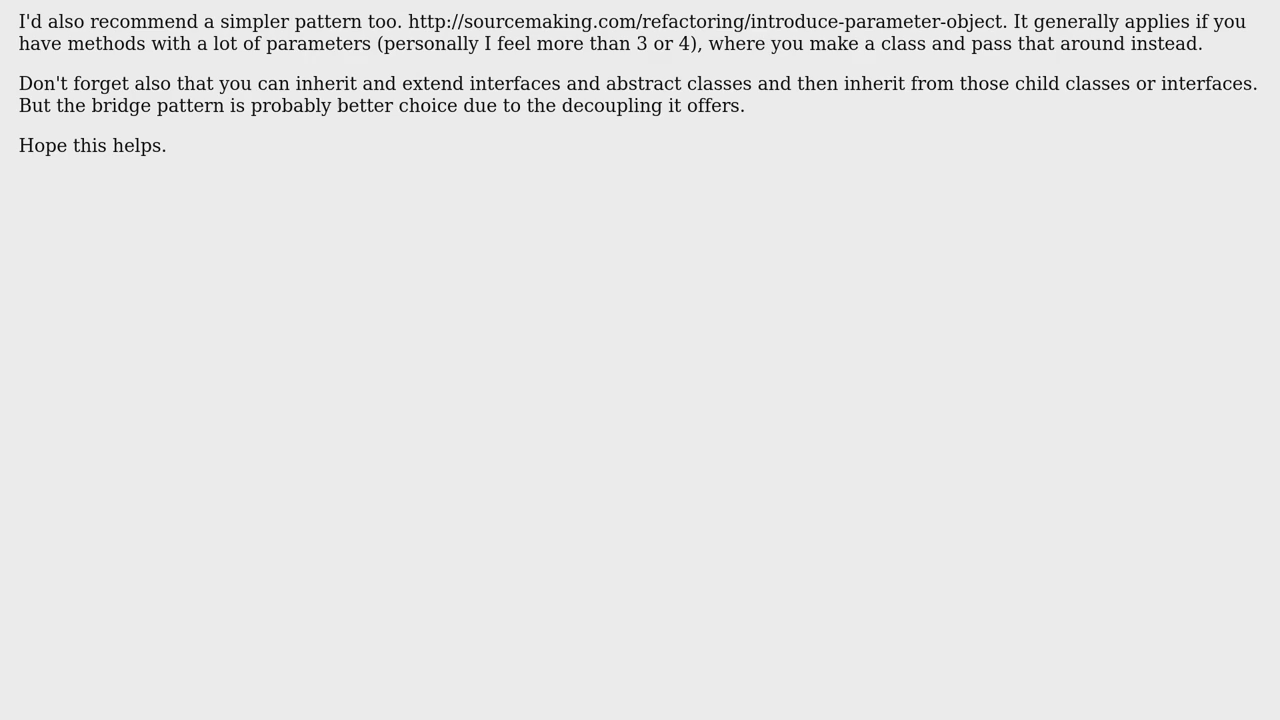 I'd also recommend a simpler pattern too. http://sourcemaking.com/refactoring/introduce-parameter-object. It generally applies if you
have methods with a lot of parameters (personally I feel more than 3 or 4), where you make a class and pass that around instead.
Don't forget also that you can inherit and extend interfaces and abstract classes and then inherit from those child classes or interfaces.
But the bridge pattern is probably better choice due to the decoupling it offers.
Hope this helps.